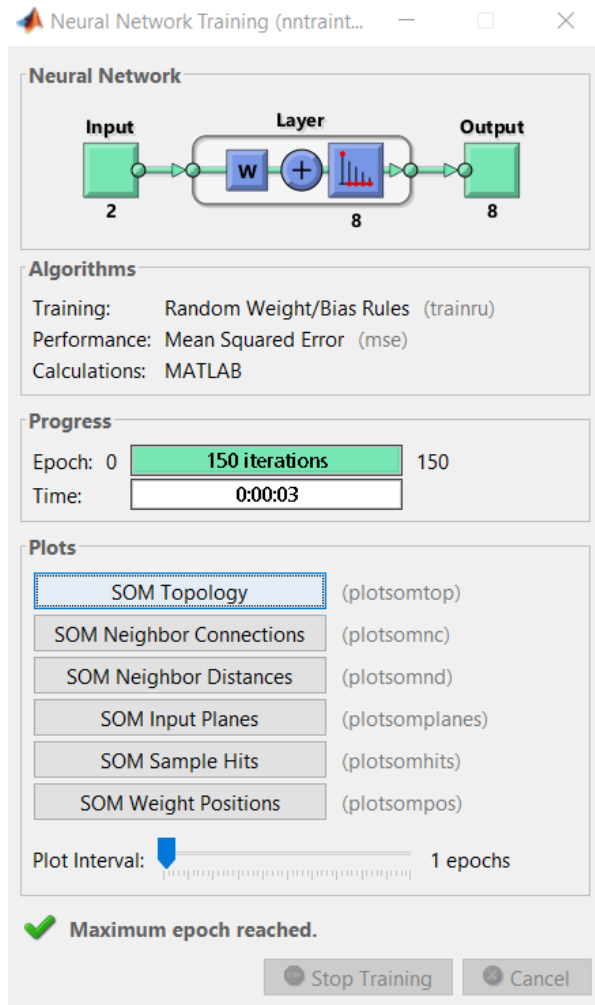 Neural Network Training (nntraint...
Neural Network
Input
Layer
Output
W
+
2
8
8
Algorithms
Training: Random Weight/Bias Rules (trainru)
Performance: Mean Squared Error (mse)
Calculations: MATLAB
Progress
Epoch: 0 150 iterations 150
Time: 0:00:03
Plots
SOM Topology (plotsomtop)
SOM Neighbor Connections (plotsomnc)
SOM Neighbor Distances (plotsomnd)
SOM Input Planes (plotsomplanes)
SOM Sample Hits (plotsomhits)
SOM Weight Positions (plotsompos)
Plot Interval: 1 epochs
Maximum epoch reached.
Stop Training Cancel